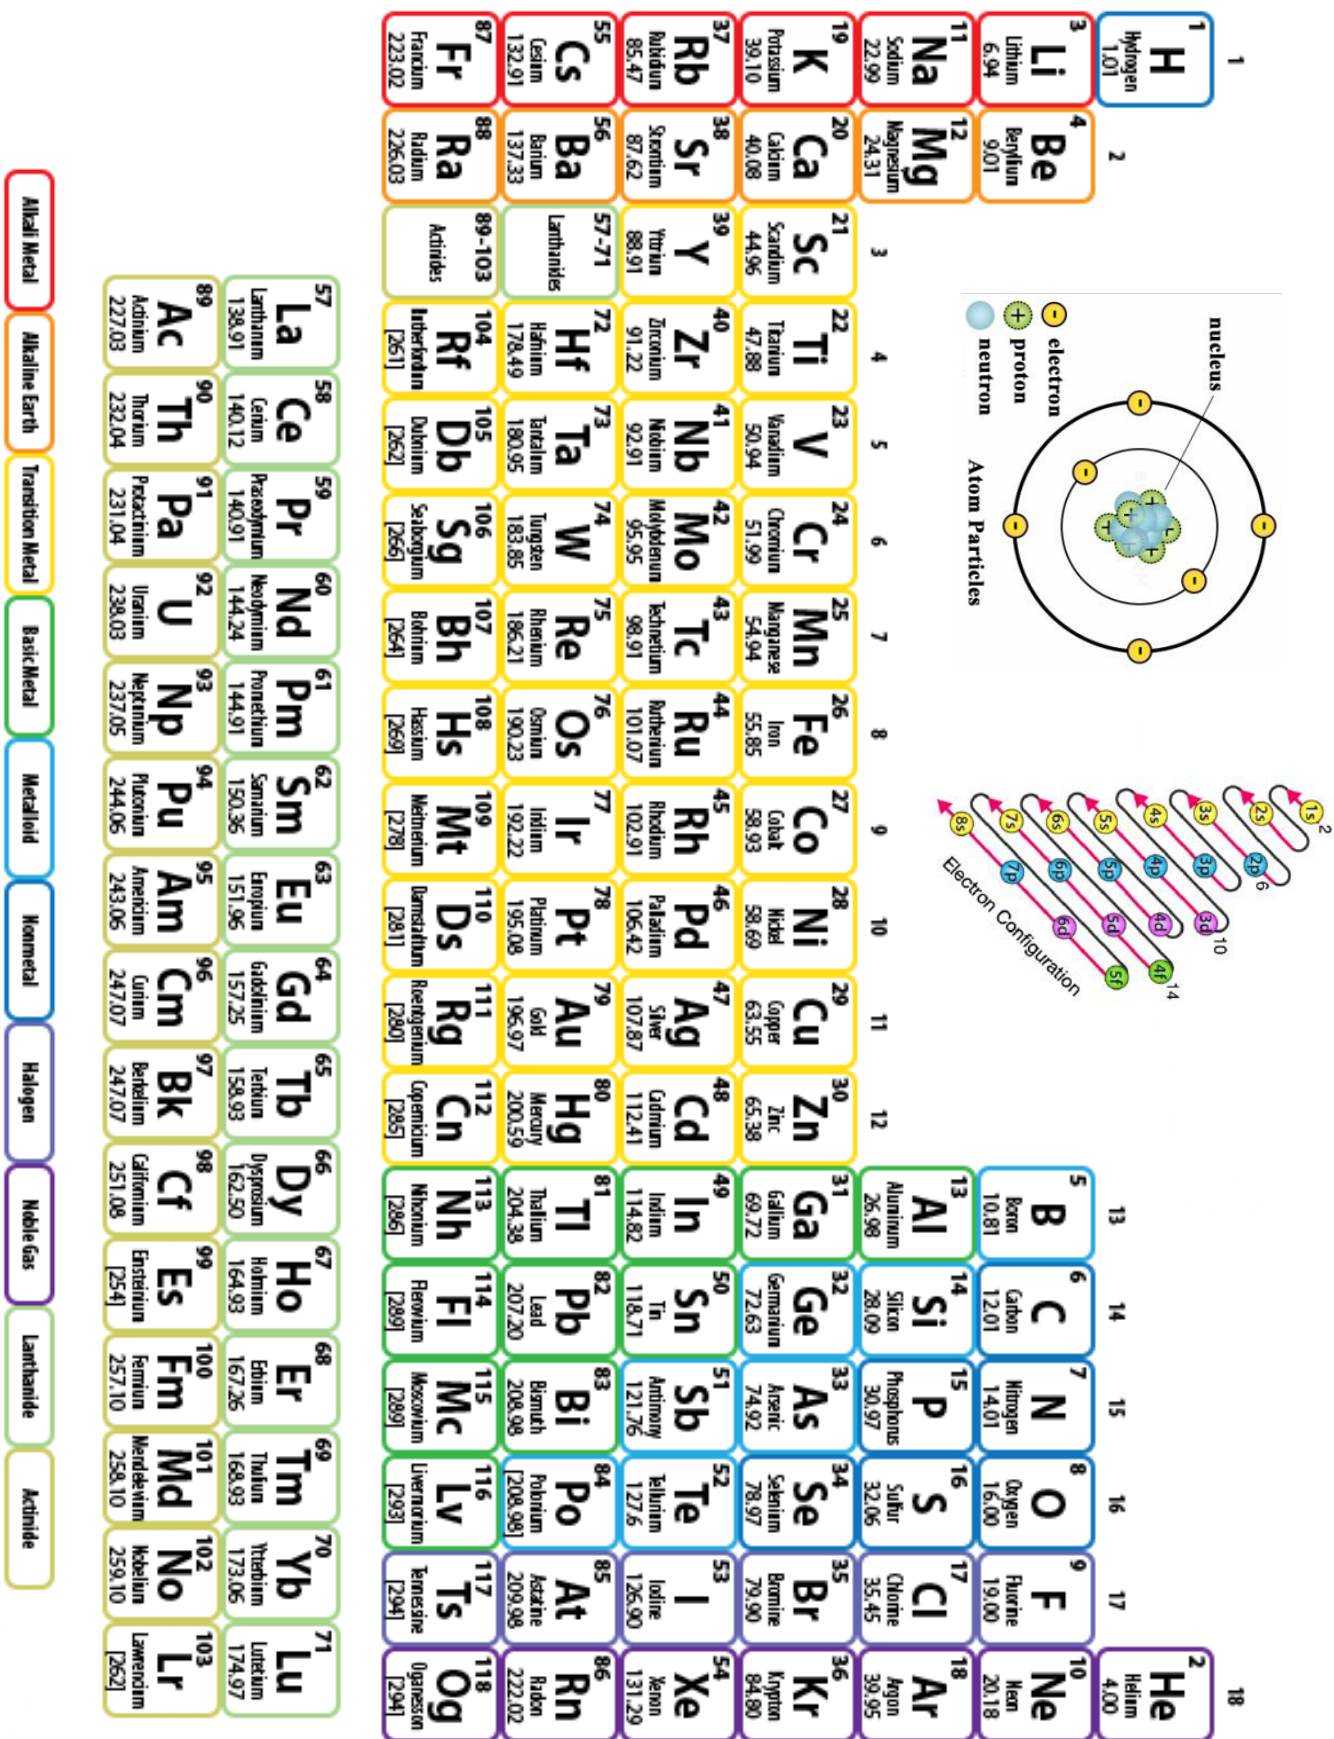 1 18
1 2
H He
Hydrogen Helium
1.01 4.00
nucleus
- electron
+ proton
neutron
Atom Particles
1s 2
2s 2p 6
3s 3p 3d 10
4s 4p 4d 4f 14
5s 5p 5d 5f
6s 6p 6d
7s 7p
8s
Electron Configuration
2 13 14 15 16 17
3 4 5 6 7 8 9 10
Li Be B C N O F Ne
Lithium Beryllium Boron Carbon Nitrogen Oxygen Fluorine Neon
6.94 9.01 10.81 12.01 14.01 16.00 19.00 20.18
11 12 13 14 15 16 17 18
Na Mg Al Si P S Cl Ar
Sodium Magnesium Aluminum Silicon Phosphorus Sulfur Chlorine Argon
22.99 24.31 26.98 28.09 30.97 32.06 35.45 39.95
3 4 5 6 7 8 9 10 11 12
19 20 21 22 23 24 25 26 27 28 29 30 31 32 33 34 35 36
K Ca Sc Ti V Cr Mn Fe Co Ni Cu Zn Ga Ge As Se Br Kr
Potassium Calcium Scandium Titanium Vanadium Chromium Manganese Iron Cobalt Nickel Copper Zinc Gallium Germanium Arsenic Selenium Bromine Krypton
39.10 40.08 44.96 47.88 50.94 51.99 54.94 55.85 58.93 58.69 63.55 65.38 69.72 72.63 74.92 78.97 79.90 84.80
37 38 39 40 41 42 43 44 45 46 47 48 49 50 51 52 53 54
Rb Sr Y Zr Nb Mo Tc Ru Rh Pd Ag Cd In Sn Sb Te I Xe
Rubidium Strontium Yttrium Zirconium Niobium Molybdenum Technetium Ruthenium Rhodium Palladium Silver Cadmium Indium Tin Antimony Tellurium Iodine Xenon
85.47 87.62 88.91 91.22 92.91 95.95 98.91 101.07 102.91 106.42 107.87 112.41 114.82 118.71 121.76 127.6 126.90 131.29
55 56 57-71 72 73 74 75 76 77 78 79 80 81 82 83 84 85 86
Cs Ba Hf Ta W Re Os Ir Pt Au Hg Tl Pb Bi Po At Rn
Cesium Barium Lanthanides Hafnium Tantalum Tungsten Rhenium Osmium Iridium Platinum Gold Mercury Thallium Lead Bismuth Polonium Astatine Radon
132.91 137.33 178.49 180.95 183.85 186.21 190.23 192.22 195.08 196.97 200.59 204.38 207.20 208.98 [208.98] 209.98 222.02
87 88 89-103 104 105 106 107 108 109 110 111 112 113 114 115 116 117 118
Fr Ra Rf Db Sg Bh Hs Mt Ds Rg Cn Nh Fl Mc Lv Ts Og
Francium Radium Actinides Rutherfordium Dubnium Seaborgium Bohrium Hassium Meitnerium Darmstadtium Roentgenium Copernicium Nihonium Flerovium Moscovium Livermorium Tennessine Oganesson
223.02 226.03 [261] [262] [266] [264] [269] [278] [281] [280] [285] [286] [289] [289] [293] [294] [294]
57 58 59 60 61 62 63 64 65 66 67 68 69 70 71
La Ce Pr Nd Pm Sm Eu Gd Tb Dy Ho Er Tm Yb Lu
Lanthanum Cerium Praseodymium Neodymium Promethium Samarium Europium Gadolinium Terbium Dysprosium Holmium Erbium Thulium Ytterbium Lutetium
138.91 140.12 140.91 144.24 144.91 150.36 151.96 157.25 158.93 162.50 164.93 167.26 168.93 173.06 174.97
89 90 91 92 93 94 95 96 97 98 99 100 101 102 103
Ac Th Pa U Np Pu Am Cm Bk Cf Es Fm Md No Lr
Actinium Thorium Protactinium Uranium Neptunium Plutonium Americium Curium Berkelium Californium Einsteinium Fermium Mendelevium Nobelium Lawrencium
227.03 232.04 231.04 238.03 237.05 244.06 243.06 247.07 247.07 251.08 [254] 257.10 258.10 259.10 [262]
Alkali Metal Alkaline Earth Transition Metal Basic Metal Metalloid Nonmetal Halogen Noble Gas Lanthanide Actinide